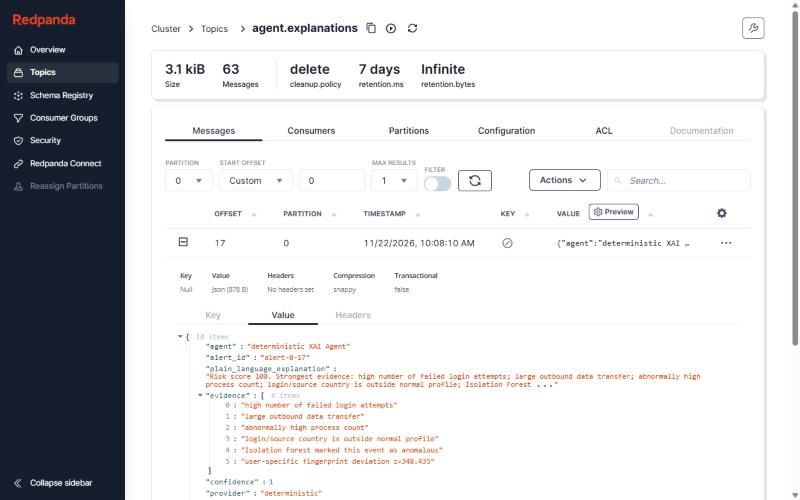 Redpanda
Overview
Topics
Schema Registry
Consumer Groups
Security
Redpanda Connect
Reassign Partitions
Collapse sidebar
Cluster > Topics > agent.explanations
3.1 kiB 63 delete 7 days Infinite
Size Messages cleanup.policy retention.ms retention.bytes
Messages Consumers Partitions Configuration ACL Documentation
PARTITION START OFFSET MAX RESULTS FILTER
0 Custom 0 1 Actions Search...
OFFSET PARTITION TIMESTAMP KEY VALUE Preview
17 0 11/22/2026, 10:08:10 AM {"agent":"deterministic XAI … ...
Key Value Headers Compression Transactional
Null Json (878 B) No headers set snappy false
Key Value Headers
{ 10 items
"agent" : "deterministic XAI Agent"
"alert_id" : "alert-0-17"
"plain_language_explanation" :
"Risk score 100. Strongest evidence: high number of failed login attempts; large outbound data transfer; abnormally high
process count; login/source country is outside normal profile; Isolation Forest ..."
"evidence" : [ 6 items
0 : "high number of failed login attempts"
1 : "large outbound data transfer"
2 : "abnormally high process count"
3 : "login/source country is outside normal profile"
4 : "Isolation Forest marked this event as anomalous"
5 : "user-specific fingerprint deviation z=348.435"
]
"confidence" : 1
"provider" : "deterministic"